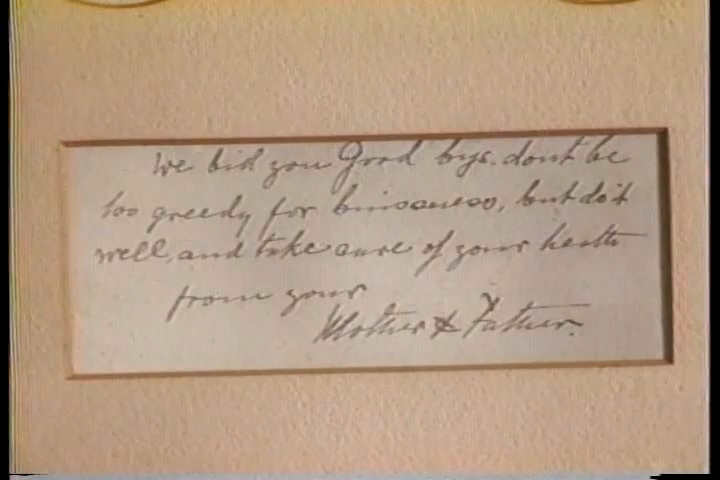 We bid you Good bye. dont be
too greedy for buisoueso, but do it
well, and take care of your health
from your
Mother & Father.